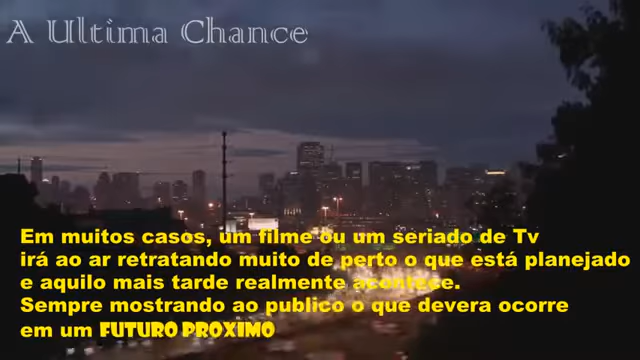 A Ultima Chance
Em muitos casos, um filme ou um seriado de Tv
irá ao ar retratando muito de perto o que está planejado
e aquilo mais tarde realmente acontece.
Sempre mostrando ao publico o que devera ocorre
em um FUTURO PROXIMO